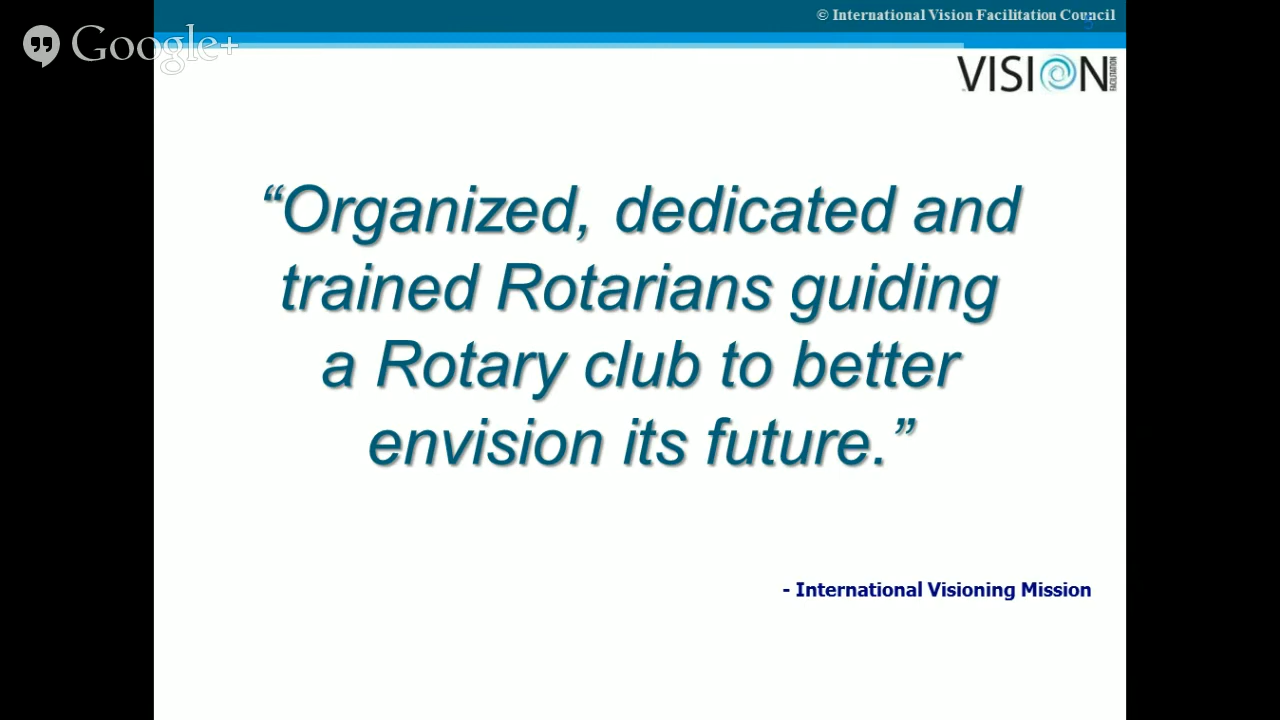 © International Vision Facilitation Council
Google+
VISION
FACILITATION
“Organized, dedicated and
trained Rotarians guiding
a Rotary club to better
envision its future.”
- International Visioning Mission